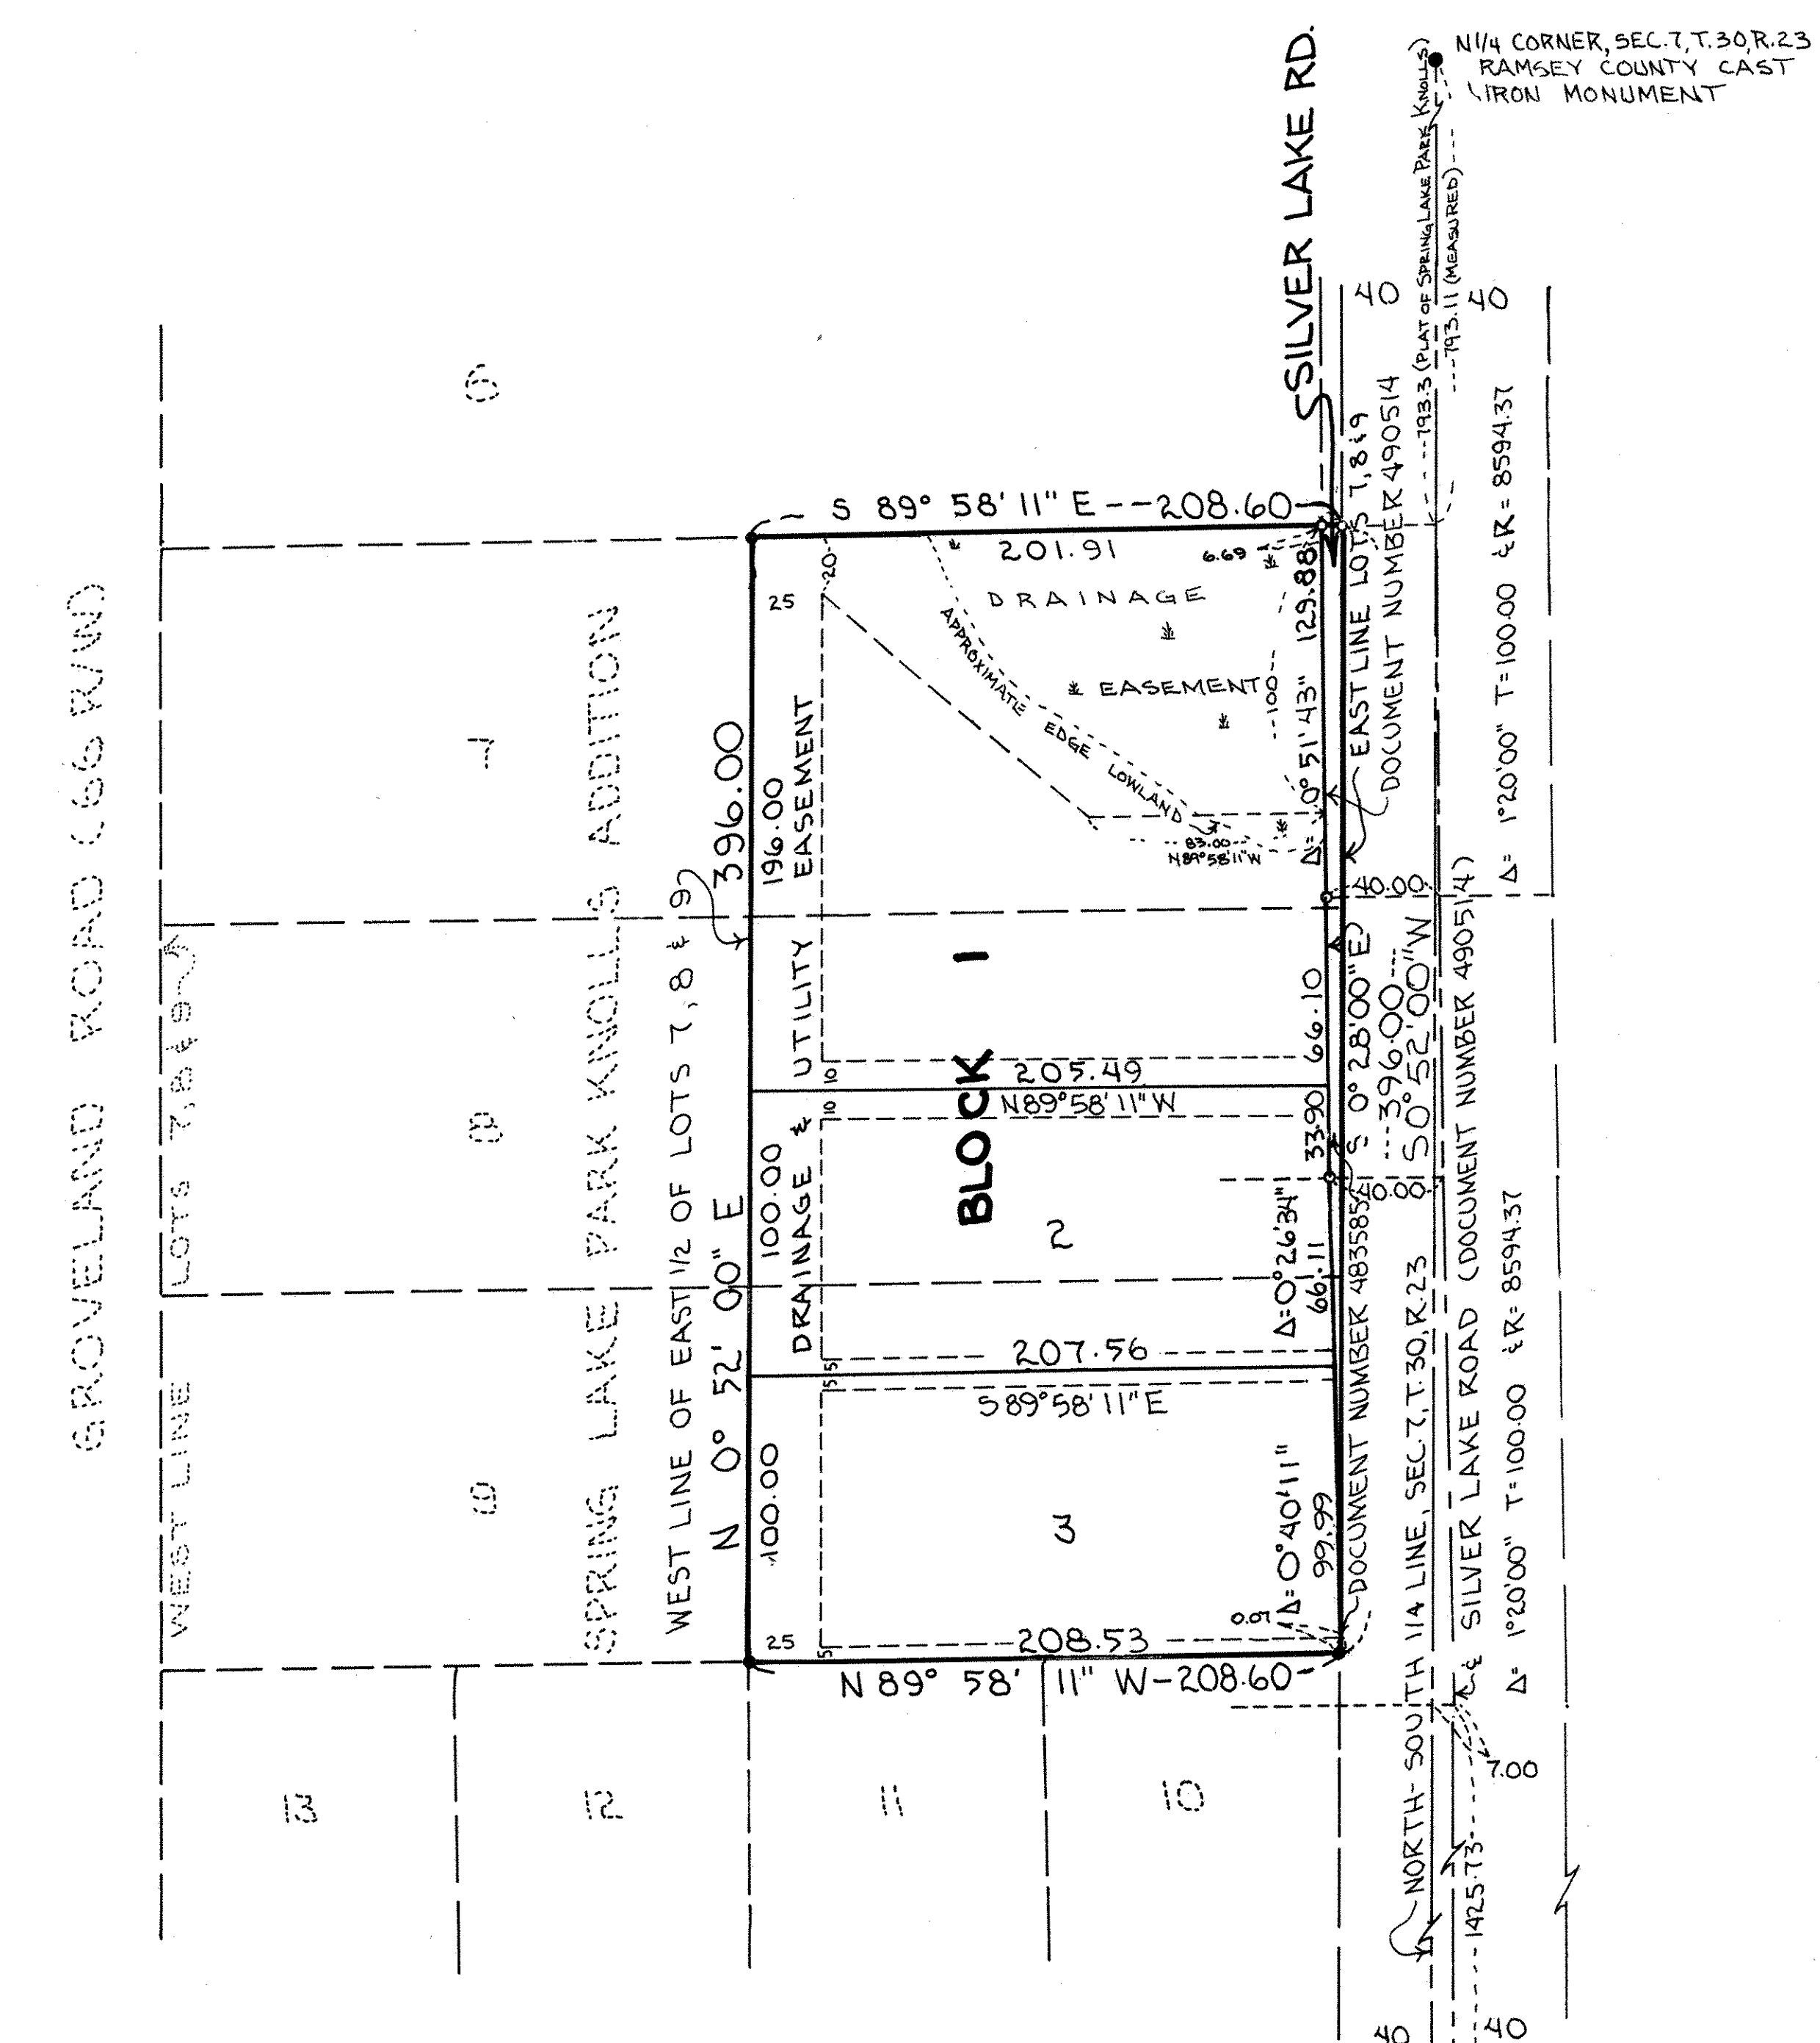 N1/4 CORNER, SEC.7, T.30, R.23
RAMSEY COUNTY CAST
IRON MONUMENT
SILVER LAKE RD.
793.3 (PLAT OF SPRING LAKE PARK KNOLLS)
793.11 (MEASURED)
40
40
6
S 89° 58' 11" E --208.60
201.91
6.69
20
25
DRAINAGE
EASEMENT
APPROXIMATE EDGE LOWLAND
100
83.00
N89°58'11"W
129.88
Δ= 0° 51' 43"
EAST LINE LOTS 7, 8 & 9
DOCUMENT NUMBER 490514
Δ= 1°20'00" T=100.00 ¢R = 8594.37
GROVELAND ROAD (66 R/W)
WEST LINE LOTS 7, 8 & 9
7
8
9
SPRING LAKE PARK KNOLLS ADDITION
WEST LINE OF EAST 1/2 OF LOTS 7, 8 & 9
N 0° 52' 00" E
396.00
196.00
DRAINAGE & UTILITY EASEMENT
BLOCK 1
40.00
66.10
S 0° 28'00"E)
---396.00---
S0° 52' 00"W
10
205.49
N89°58'11"W
10
33.90
40.00
100.00
2
Δ=0°26'34"
66.11
DOCUMENT NUMBER 483585
5
207.56
5
S89°58'11"E
100.00
3
Δ=0°40'11"
99.99
0.07
25
5
208.53
N 89° 58' 11" W-208.60
NORTH-SOUTH 1/4 LINE, SEC.7, T.30, R.23
¢ SILVER LAKE ROAD (DOCUMENT NUMBER 490514)
Δ= 1°20'00" T=100.00 ¢R= 8594.37
7.00
13
12
11
10
1425.73
40
40